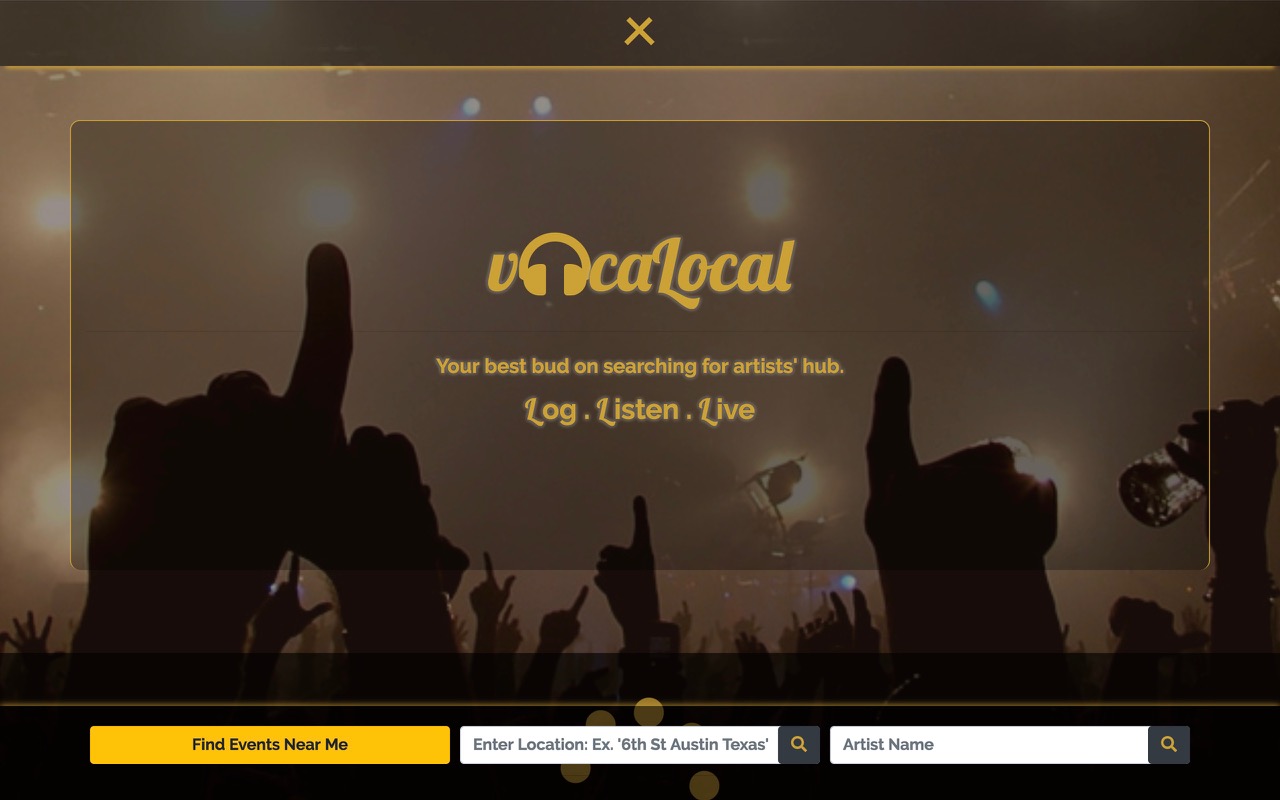 vocaLocal
Your best bud on searching for artists' hub.
Log . Listen . Live
Find Events Near Me
Enter Location: Ex. '6th St Austin Texas'
Artist Name